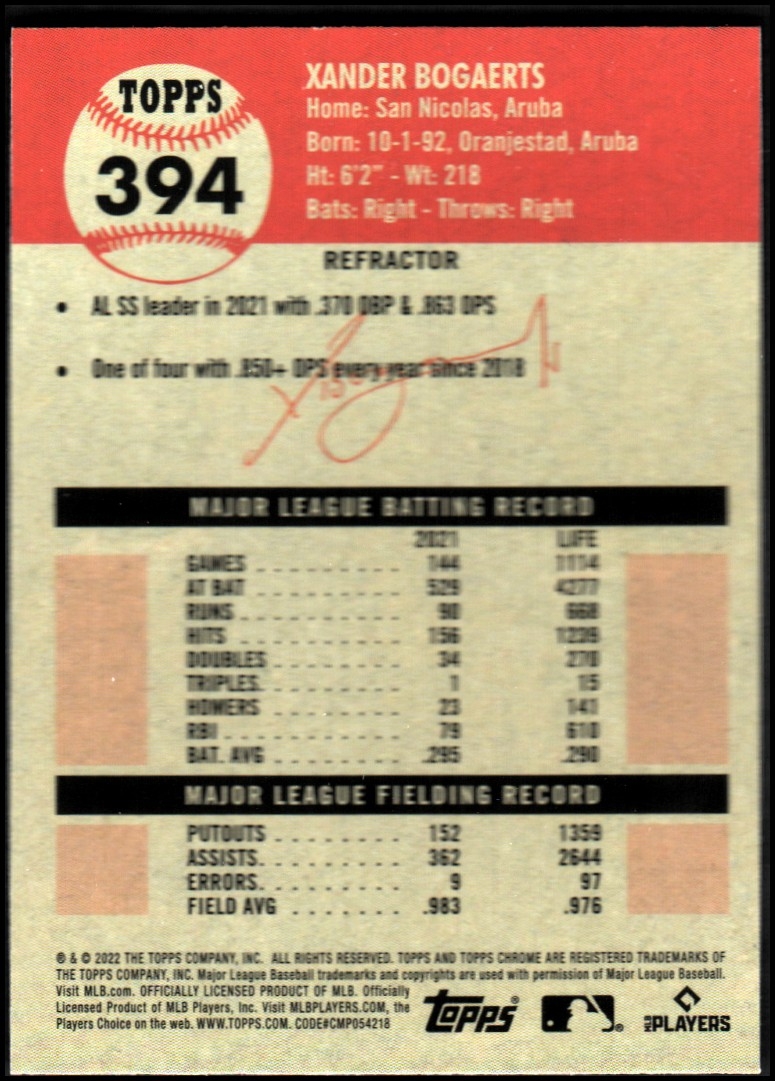 TOPPS
394
XANDER BOGAERTS
Home: San Nicolas, Aruba
Born: 10-1-92, Oranjestad, Aruba
Ht: 6'2" - Wt: 218
Bats: Right - Throws: Right
REFRACTOR
• AL SS leader in 2021 with .370 OBP & .863 OPS
• One of four with .850+ OPS every year since 2018
MAJOR LEAGUE BATTING RECORD
2021 LIFE
GAMES . . . . . . . . . . 144 1114
AT BAT . . . . . . . . . . 529 4277
RUNS. . . . . . . . . . . 90 668
HITS . . . . . . . . . . . 156 1239
DOUBLES . . . . . . . . . 34 270
TRIPLES. . . . . . . . . . 1 15
HOMERS . . . . . . . . . 23 141
RBI . . . . . . . . . . . 79 610
BAT. AVG . . . . . . . . . .295 .290
MAJOR LEAGUE FIELDING RECORD
PUTOUTS . . . . . . . . . 152 1359
ASSISTS. . . . . . . . . . 362 2644
ERRORS. . . . . . . . . . 9 97
FIELD AVG . . . . . . . .983 .976
® & © 2022 THE TOPPS COMPANY, INC. ALL RIGHTS RESERVED. TOPPS AND TOPPS CHROME ARE REGISTERED TRADEMARKS OF
THE TOPPS COMPANY, INC. Major League Baseball trademarks and copyrights are used with permission of Major League Baseball.
Visit MLB.com. OFFICIALLY LICENSED PRODUCT OF MLB. Officially
Licensed Product of MLB Players, Inc. Visit MLBPLAYERS.COM, the
Players Choice on the web. WWW.TOPPS.COM. CODE#CMP054218
Topps® ® MLB PLAYERS